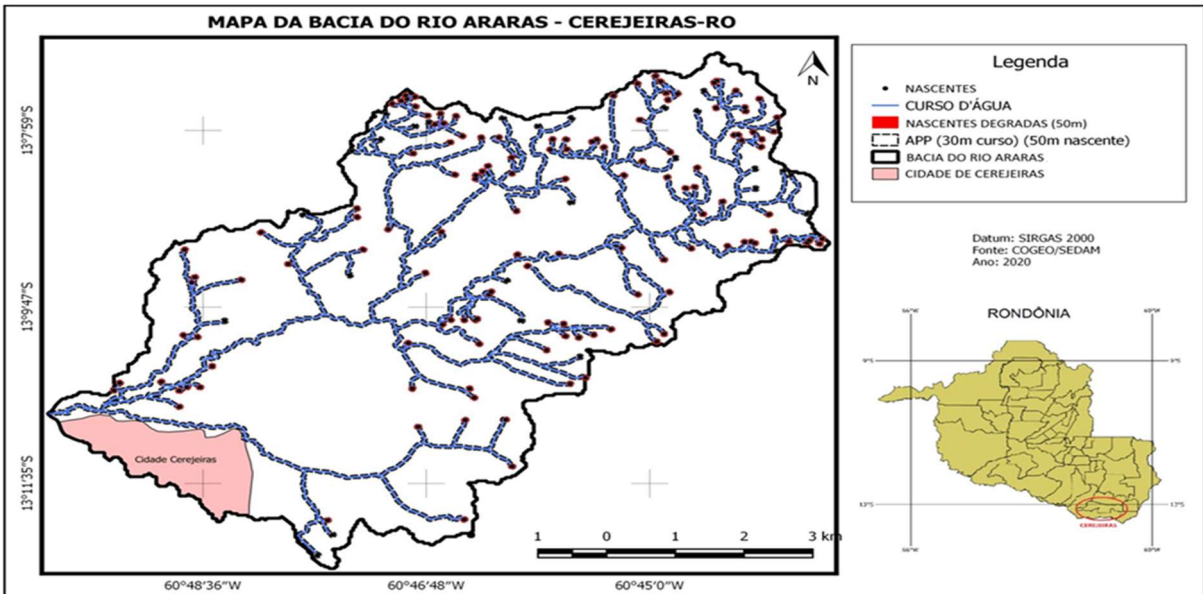 MAPA DA BACIA DO RIO ARARAS - CEREJEIRAS-RO
13°7'59"S
13°9'47"S
13°11'35"S
N
Cidade Cerejeiras
1 0 1 2 3 km
60°48'36"W 60°46'48"W 60°45'0"W
Legenda
NASCENTES
CURSO D'ÁGUA
NASCENTES DEGRADAS (50m)
APP (30m curso) (50m nascente)
BACIA DO RIO ARARAS
CIDADE DE CEREJEIRAS
Datum: SIRGAS 2000
Fonte: COGEO/SEDAM
Ano: 2020
RONDÔNIA
9°S
13°S
CEREJEIRAS